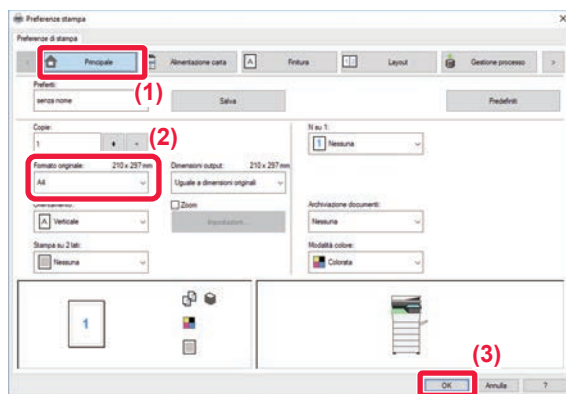 Preferenze stampa
Preferenze di stampa
Principale
Alimentazione carta
Finitura
Layout
Gestione processo
Preferiti:
(1)
senza nome
Salva
Predefiniti
Copie:
(2)
N su 1:
1
+
-
1
Nessuna
Formato originale:
210 x 297 mm
Dimensioni output:
210 x 297 mm
A4
Uguale a dimensioni originali
Orientamento:
Zoom
Archiviazione documenti:
A
Verticale
Impostazioni...
Nessuna
Stampa su 2 lati:
Modalità colore:
Nessuna
Colorata
1
(3)
OK
Annulla
?